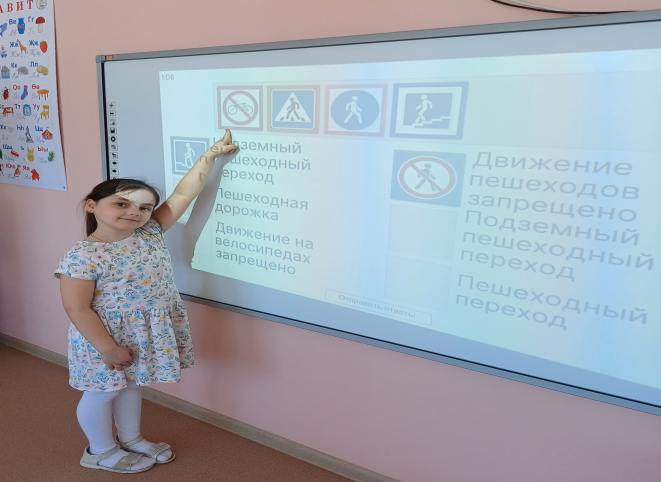 АВИТ
1:08
Подземный
пешеходный
переход
Пешеходная
дорожка
Движение на
велосипедах
запрещено
Движение
пешеходов
запрещено
Подземный
пешеходный
переход
Пешеходный
переход
Отправить ответы